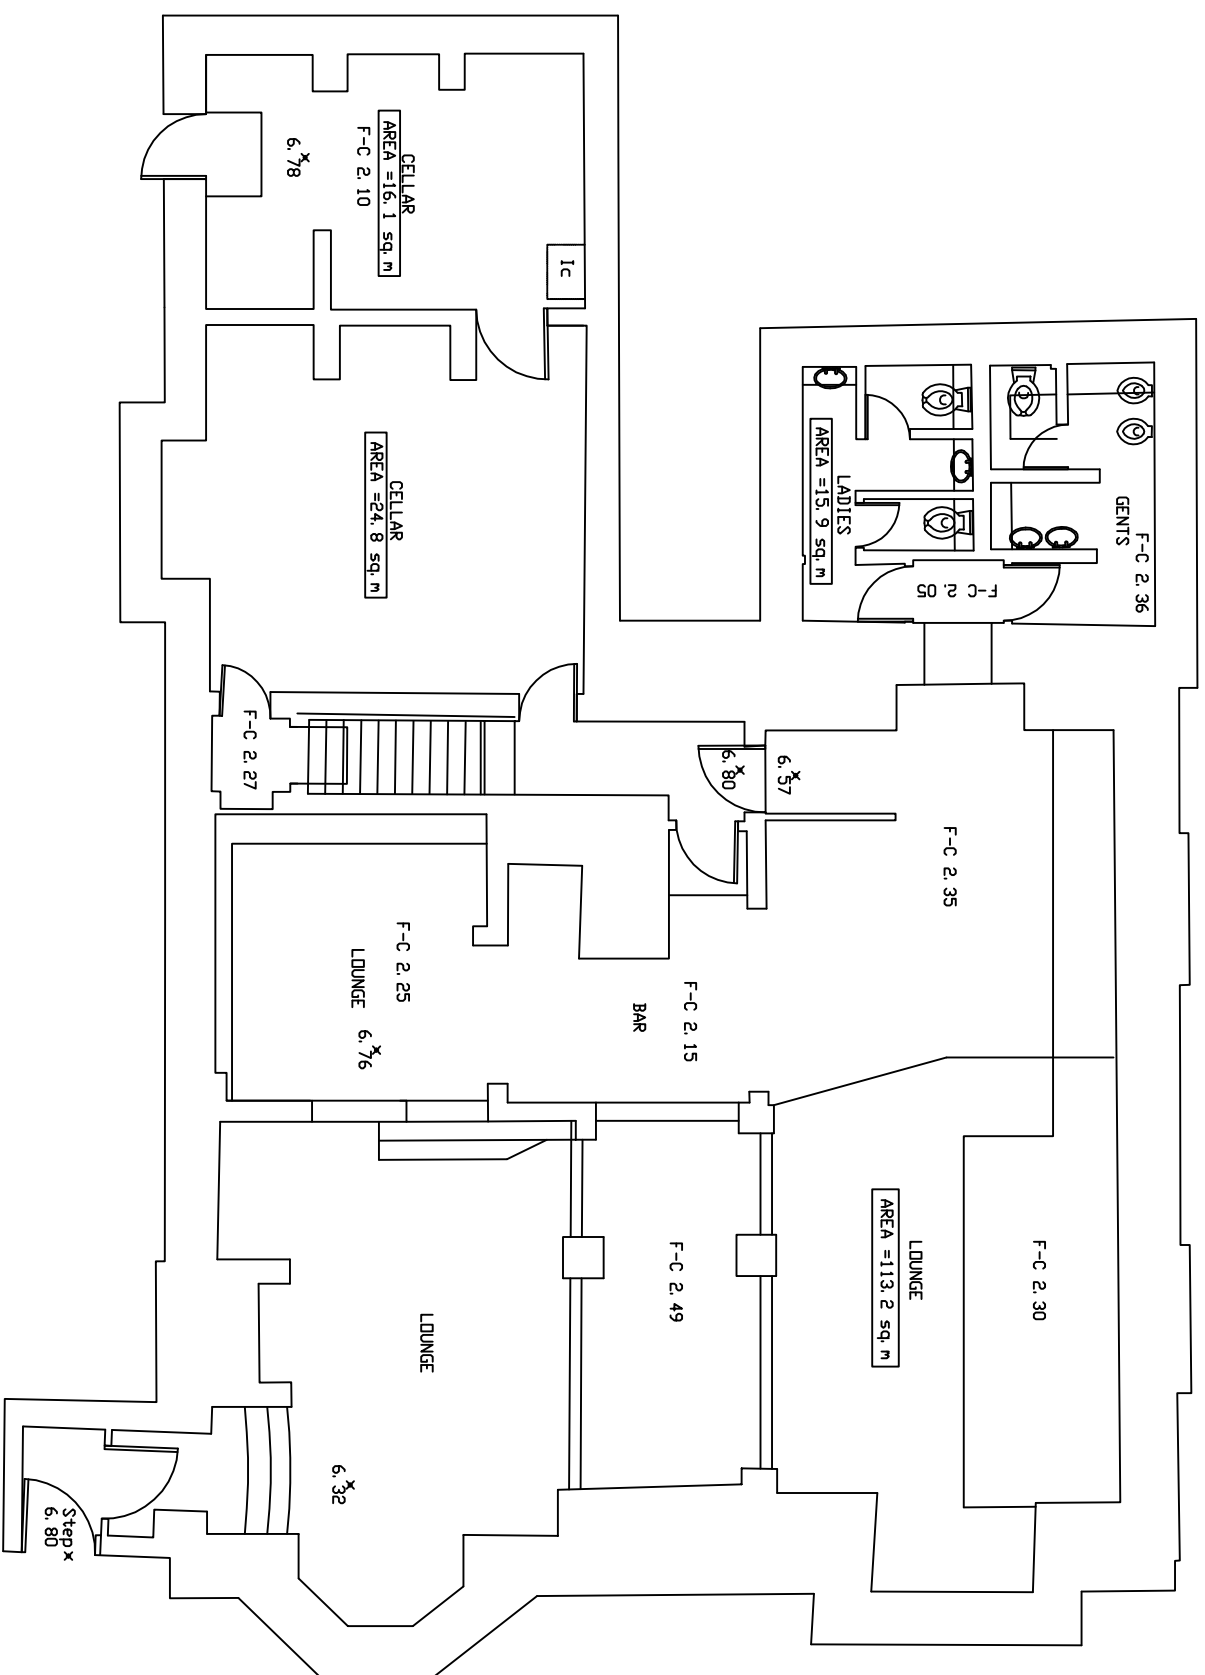 CELLAR
AREA =16.1 sq.m
F-C 2.10
6.78
Ic
CELLAR
AREA =24.8 sq.m
F-C 2.36
GENTS
LADIES
AREA =15.9 sq.m
F-C 2.05
F-C 2.27
6.57
6.80
F-C 2.35
F-C 2.25
LOUNGE 6.76
F-C 2.15
BAR
F-C 2.30
LOUNGE
AREA =113.2 sq.m
F-C 2.49
LOUNGE
6.32
Step
6.80